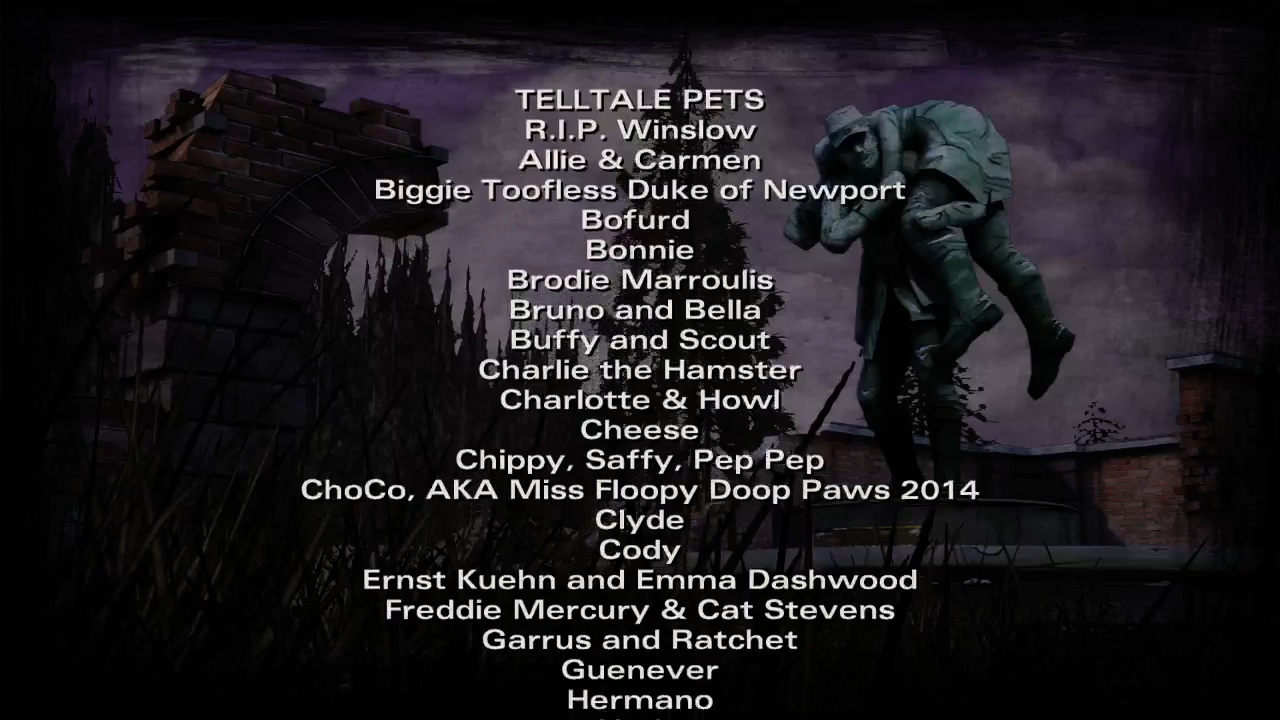 TELLTALE PETS
R.I.P. Winslow
Allie & Carmen
Biggie Toofless Duke of Newport
Bofurd
Bonnie
Brodie Marroulis
Bruno and Bella
Buffy and Scout
Charlie the Hamster
Charlotte & Howl
Cheese
Chippy, Saffy, Pep Pep
ChoCo, AKA Miss Floopy Doop Paws 2014
Clyde
Cody
Ernst Kuehn and Emma Dashwood
Freddie Mercury & Cat Stevens
Garrus and Ratchet
Guenever
Hermano